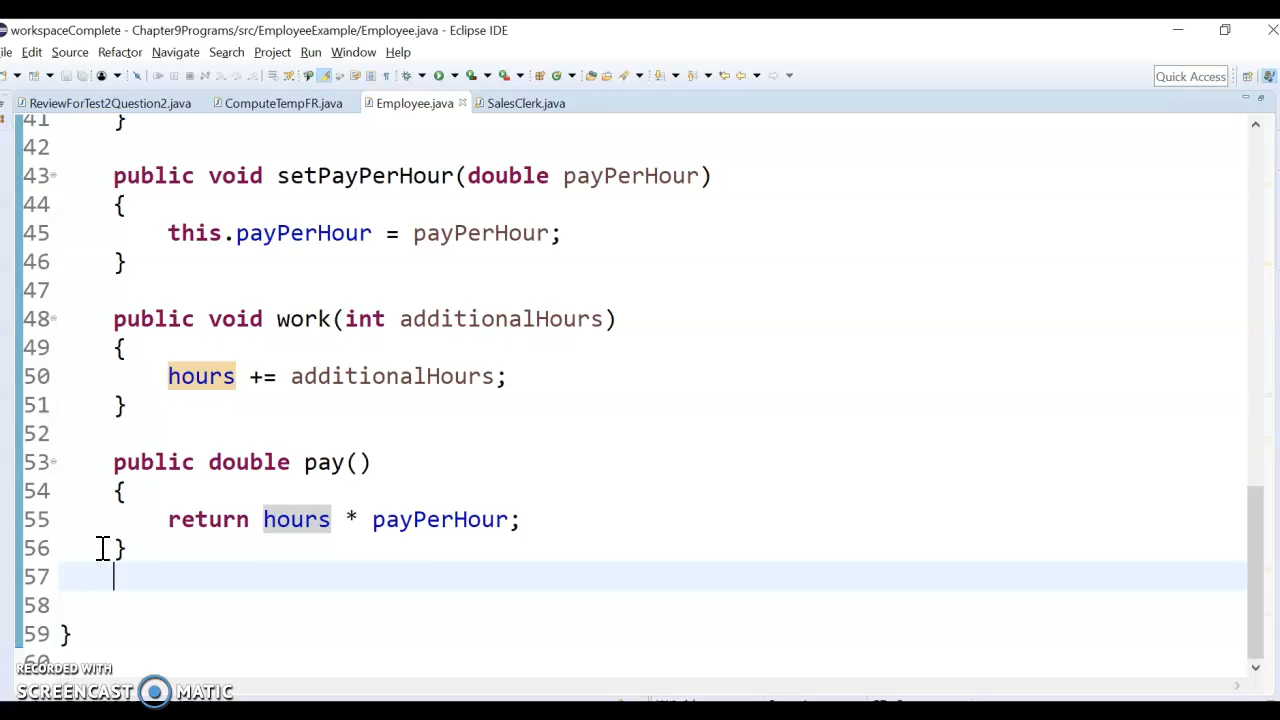 workspaceComplete - Chapter9Programs/src/EmployeeExample/Employee.java - Eclipse IDE
ile Edit Source Refactor Navigate Search Project Run Window Help
Quick Access
ReviewForTest2Question2.java ComputeTempFR.java Employee.java SalesClerk.java
41 }
42
43 public void setPayPerHour(double payPerHour)
44 {
45 this.payPerHour = payPerHour;
46 }
47
48 public void work(int additionalHours)
49 {
50 hours += additionalHours;
51 }
52
53 public double pay()
54 {
55 return hours * payPerHour;
56 }
57
58
59 }
60
RECORDED WITH
SCREENCAST MATIC